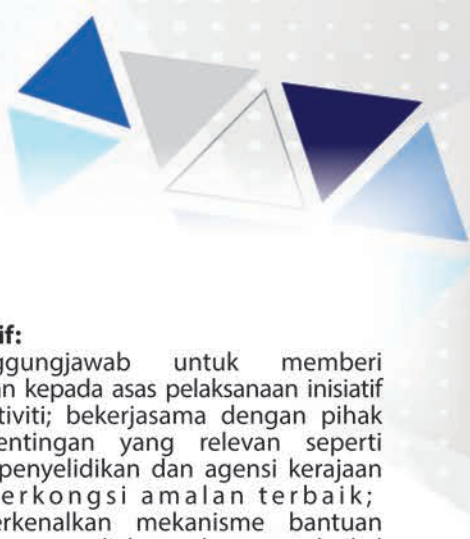 if:
ggungjawab untuk memberi
an kepada asas pelaksanaan inisiatif
tiviti; bekerjasama dengan pihak
entingan yang relevan seperti
penyelidikan dan agensi kerajaan
erkongsi amalan terbaik;
erkenalkan mekanisme bantuan